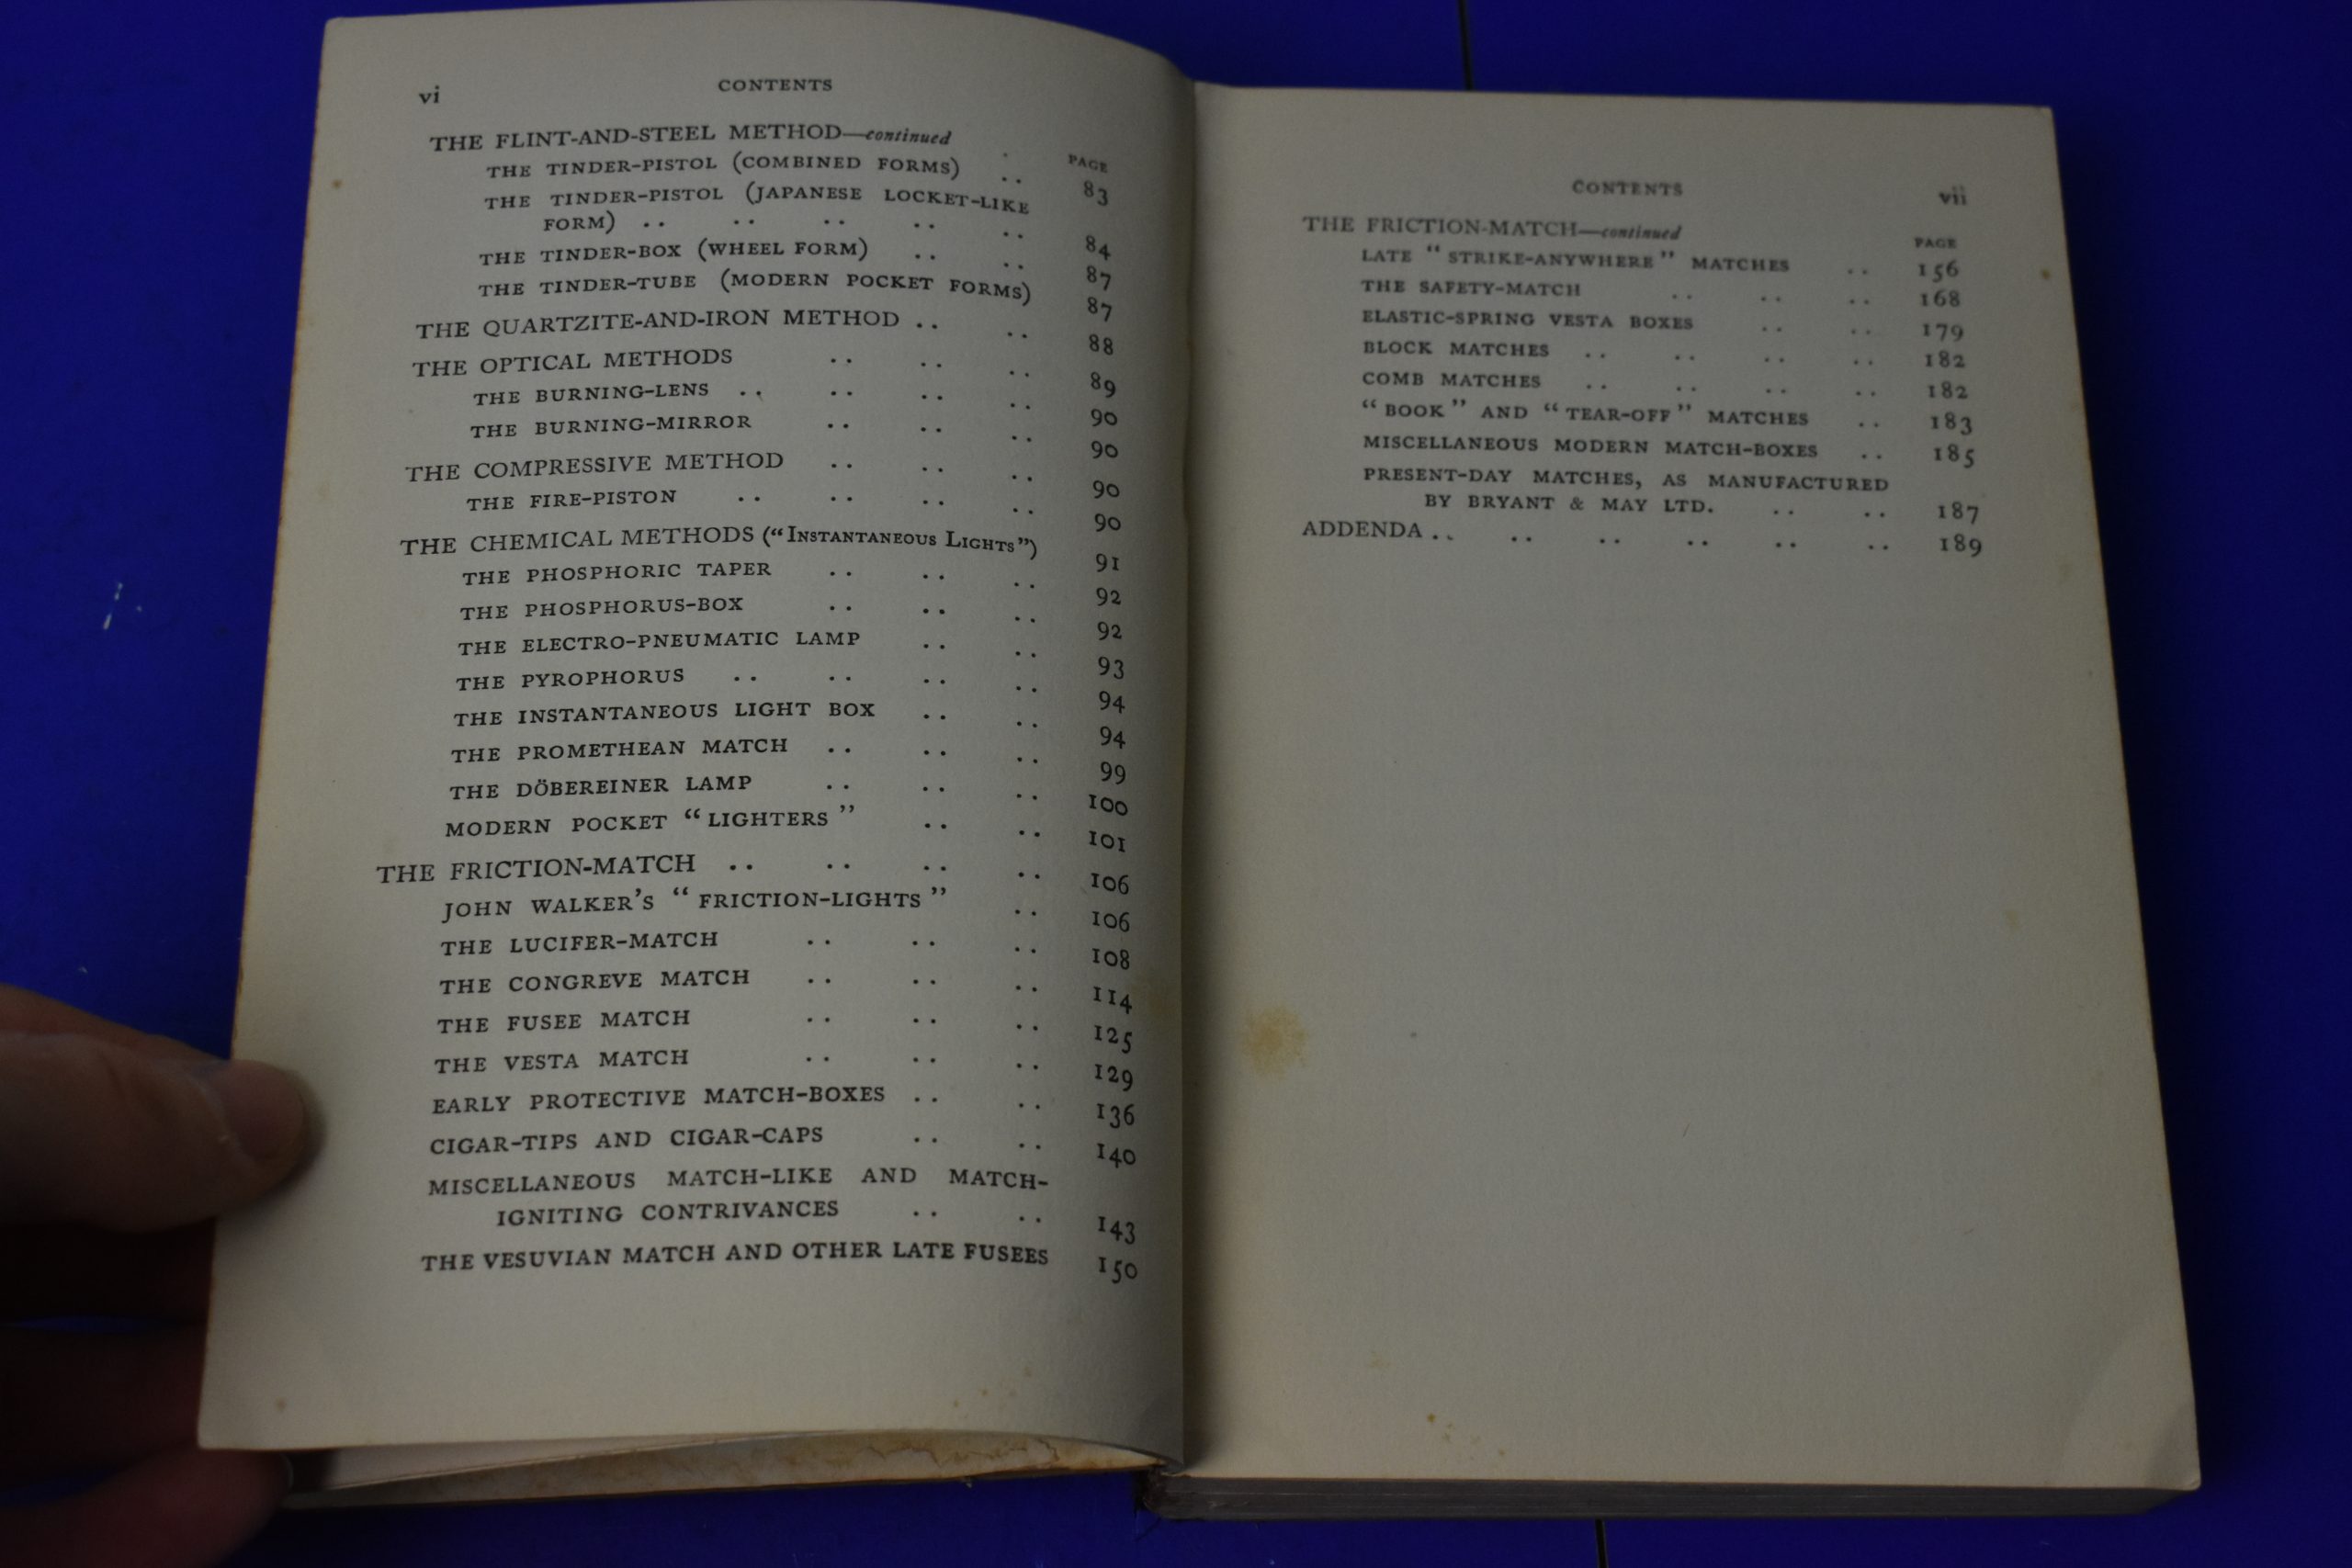 vi CONTENTS
THE FLINT-AND-STEEL METHOD—continued
PAGE
THE TINDER-PISTOL (COMBINED FORMS) .. 83
THE TINDER-PISTOL (JAPANESE LOCKET-LIKE
FORM) .. .. .. .. .. 84
THE TINDER-BOX (WHEEL FORM) .. .. 87
THE TINDER-TUBE (MODERN POCKET FORMS) 87
THE QUARTZITE-AND-IRON METHOD .. .. 88
THE OPTICAL METHODS .. .. .. 89
THE BURNING-LENS .. .. .. .. 90
THE BURNING-MIRROR .. .. .. 90
THE COMPRESSIVE METHOD .. .. .. 90
THE FIRE-PISTON .. .. .. .. 90
THE CHEMICAL METHODS ("INSTANTANEOUS LIGHTS") 91
THE PHOSPHORIC TAPER .. .. .. 92
THE PHOSPHORUS-BOX .. .. .. 92
THE ELECTRO-PNEUMATIC LAMP .. .. 93
THE PYROPHORUS .. .. .. .. 94
THE INSTANTANEOUS LIGHT BOX .. .. 94
THE PROMETHEAN MATCH .. .. .. 99
THE DÖBEREINER LAMP .. .. .. 100
MODERN POCKET "LIGHTERS" .. .. 101
THE FRICTION-MATCH .. .. .. .. 106
JOHN WALKER'S "FRICTION-LIGHTS" .. 106
THE LUCIFER-MATCH .. .. .. 108
THE CONGREVE MATCH .. .. .. 114
THE FUSEE MATCH .. .. .. 125
THE VESTA MATCH .. .. .. 129
EARLY PROTECTIVE MATCH-BOXES .. .. 136
CIGAR-TIPS AND CIGAR-CAPS .. .. 140
MISCELLANEOUS MATCH-LIKE AND MATCH-
IGNITING CONTRIVANCES .. .. 143
THE VESUVIAN MATCH AND OTHER LATE FUSEES 150
CONTENTS vii
THE FRICTION-MATCH—continued
PAGE
LATE "STRIKE-ANYWHERE" MATCHES .. 156
THE SAFETY-MATCH .. .. .. 168
ELASTIC-SPRING VESTA BOXES .. .. 179
BLOCK MATCHES .. .. .. .. 182
COMB MATCHES .. .. .. .. 182
"BOOK" AND "TEAR-OFF" MATCHES .. 183
MISCELLANEOUS MODERN MATCH-BOXES .. 185
PRESENT-DAY MATCHES, AS MANUFACTURED
BY BRYANT & MAY LTD. .. .. 187
ADDENDA .. .. .. .. .. .. 189